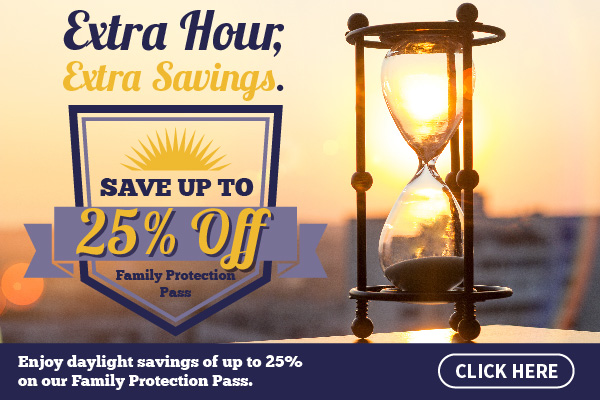 Extra Hour,
Extra Savings.
SAVE UP TO
25% Off
Family Protection
Pass
Enjoy daylight savings of up to 25%
on our Family Protection Pass.
CLICK HERE